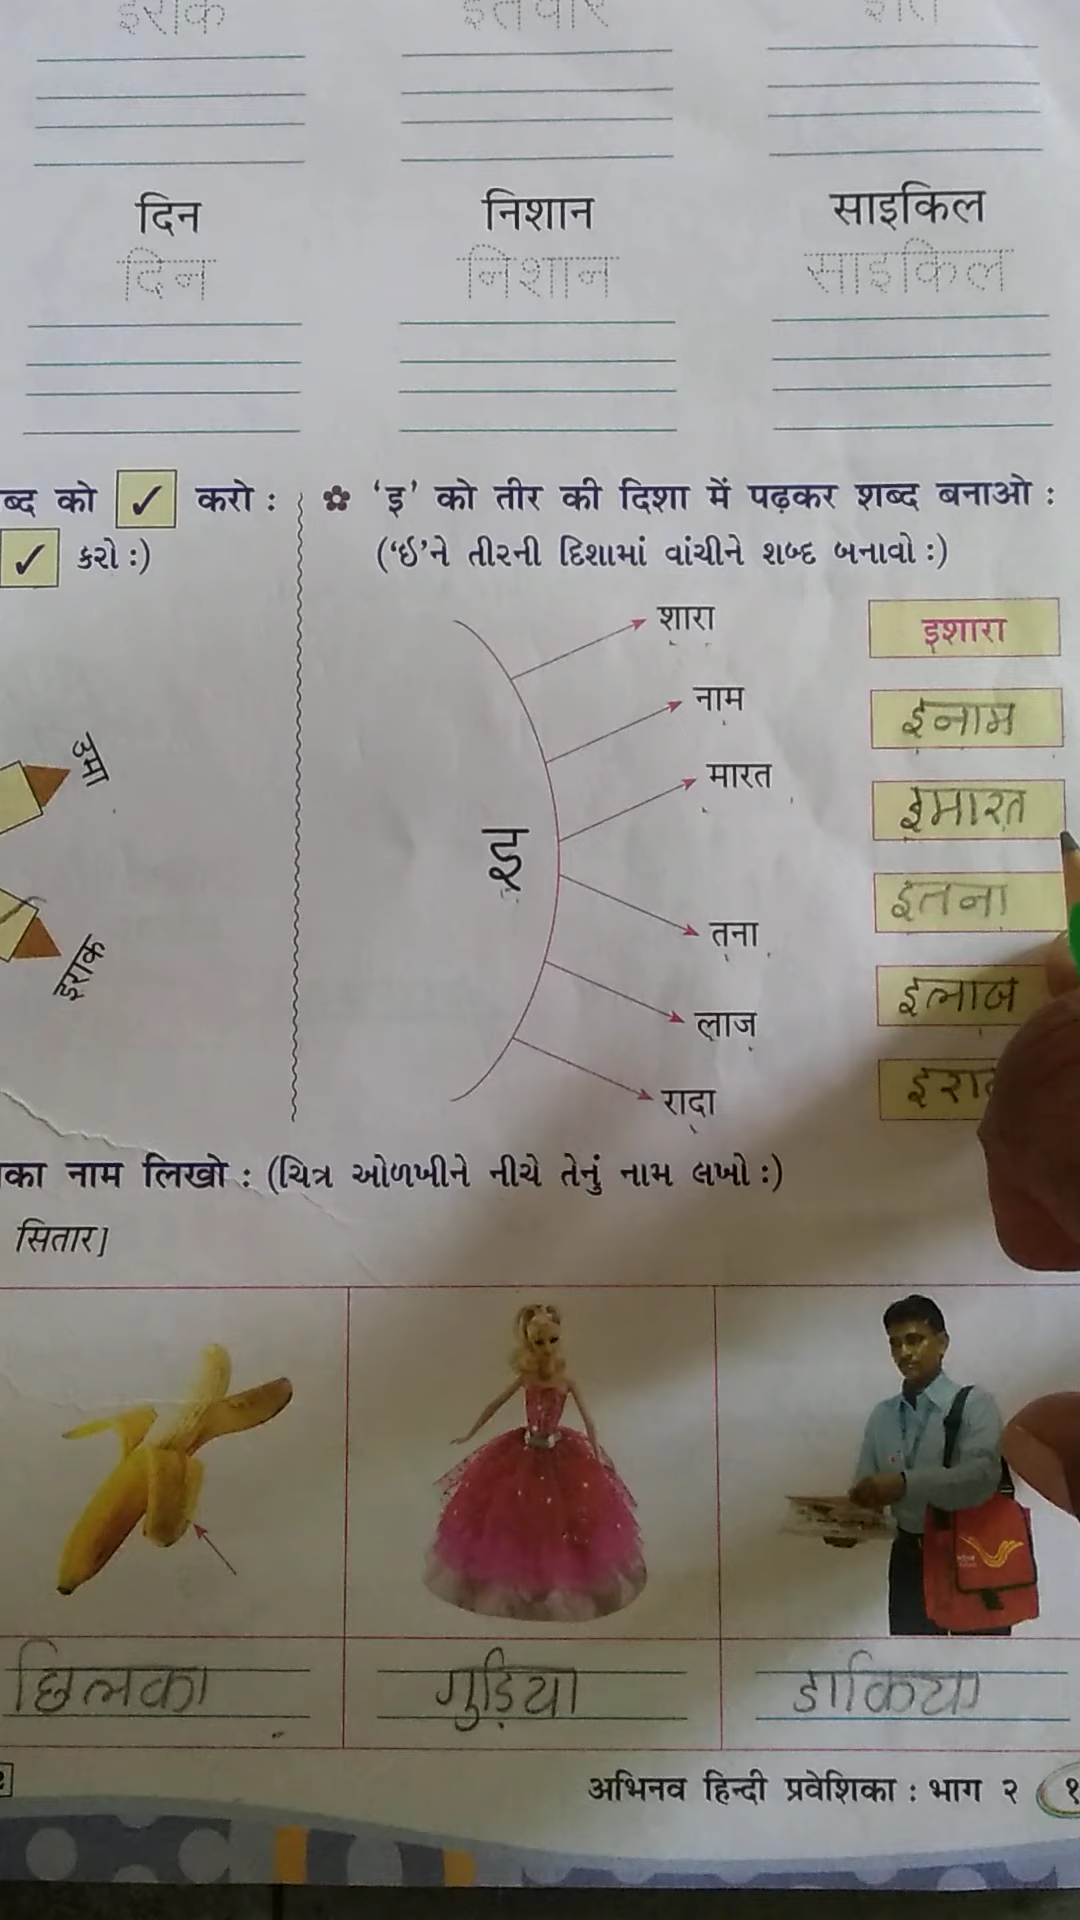 दिन निशान साइकिल
दिन निशान साइकिल
ब्द को ✓ करो :
✓ કરો :)
'इ' को तीर की दिशा में पढ़कर शब्द बनाओ :
('ઇ'ને તીરની દિશામાં વાંચીને શબ્દ બનાવો :)
उमा
इराक
इ
शारा इशारा
नाम इनाम
मारत इमारत
तना इतना
लाज इलाज
रादा
का नाम लिखो : (ચિત્ર ઓળખીને નીચે તેનું નામ લખો :)
सितार]
छिलका गुड़िया डाकिया
अभिनव हिन्दी प्रवेशिका : भाग २